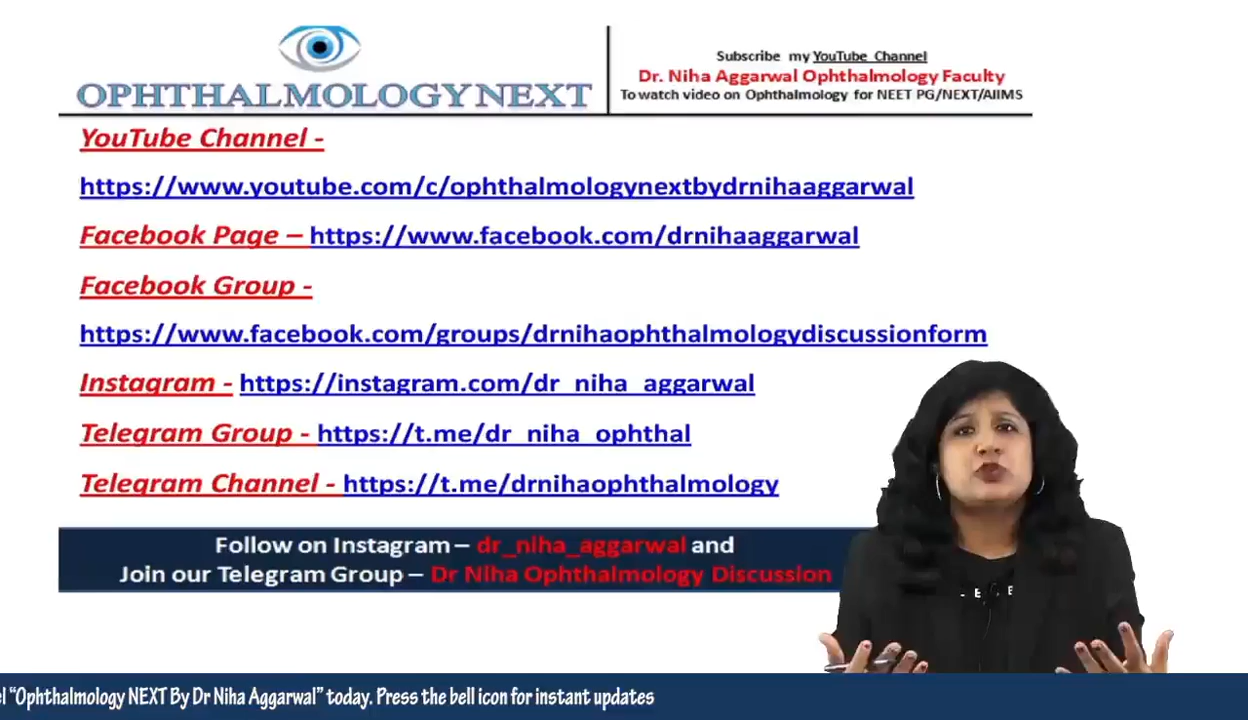 OPHTHALMOLOGY NEXT
Subscribe my YouTube Channel
Dr. Niha Aggarwal Ophthalmology Faculty
To watch video on Ophthalmology for NEET PG/NEXT/AIIMS
YouTube Channel -
https://www.youtube.com/c/ophthalmologynextbydrnihaaggarwal
Facebook Page – https://www.facebook.com/drnihaaggarwal
Facebook Group -
https://www.facebook.com/groups/drnihaophthalmologydiscussionform
Instagram - https://instagram.com/dr_niha_aggarwal
Telegram Group - https://t.me/dr_niha_ophthal
Telegram Channel - https://t.me/drnihaophthalmology
Follow on Instagram – dr_niha_aggarwal and
Join our Telegram Group – Dr Niha Ophthalmology Discussion
"Ophthalmology NEXT By Dr Niha Aggarwal" today. Press the bell icon for instant updates